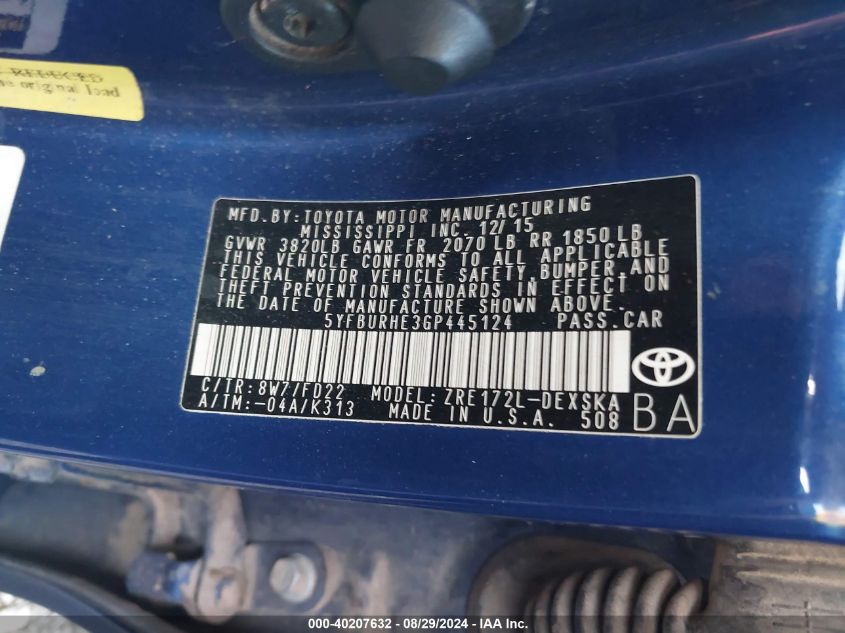 REDUCED
original load
MFD.BY:TOYOTA MOTOR MANUFACTURING
MISSISSIPPI INC. 12/15
GVWR 3820LB GAWR FR 2070 LB RR 1850 LB
THIS VEHICLE CONFORMS TO ALL APPLICABLE
FEDERAL MOTOR VEHICLE SAFETY, BUMPER, AND
THEFT PREVENTION STANDARDS IN EFFECT ON
THE DATE OF MANUFACTURE SHOWN ABOVE.
5YFBURHE3GP445124 PASS.CAR
C/TR:8W7/FD22 MODEL:ZRE172L-DEXSKA
A/TM:-04A/K313 MADE IN U.S.A. 508 BA
000-40207632 - 08/29/2024 - IAA Inc.